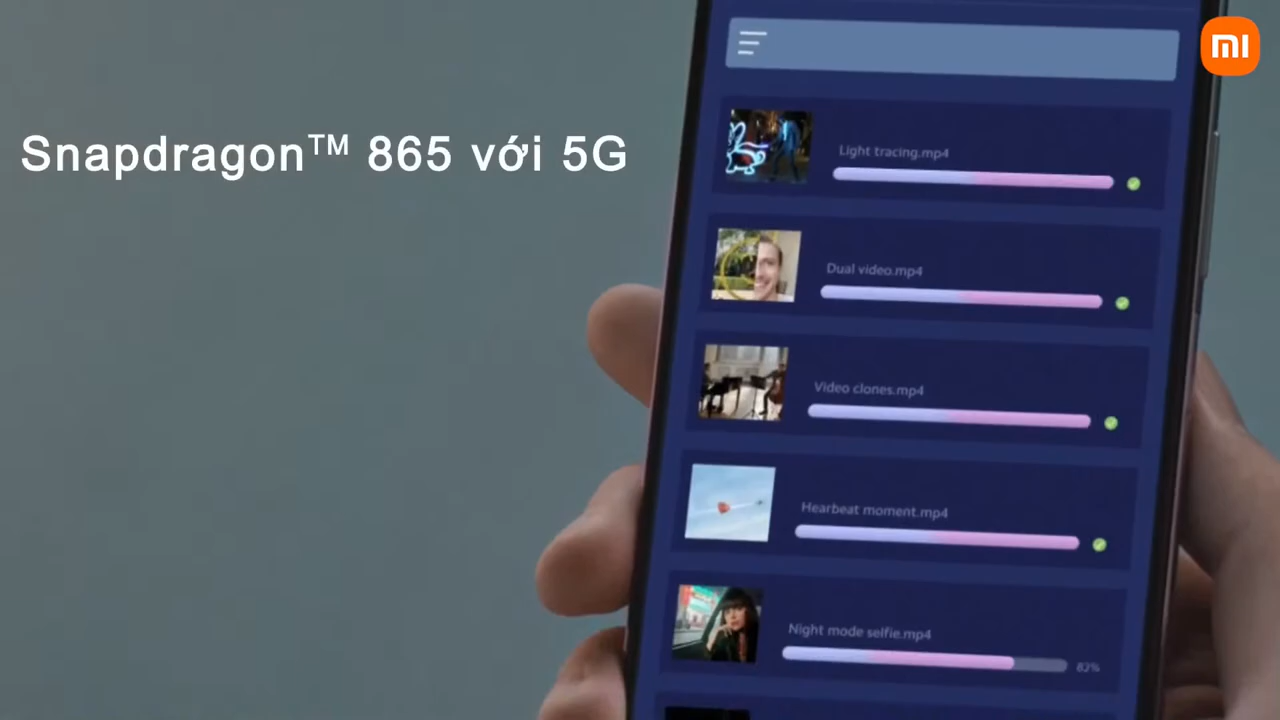 mi
Snapdragon™ 865 với 5G
Light tracing.mp4
Dual video.mp4
Video clones.mp4
Hearbeat moment.mp4
Night mode selfie.mp4
82%